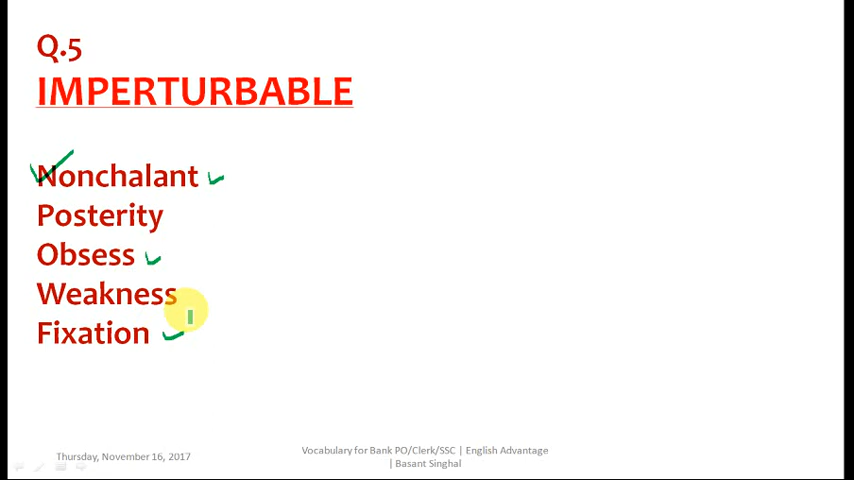 Q.5
IMPERTURBABLE
Nonchalant
Posterity
Obsess
Weakness
Fixation
Thursday, November 16, 2017
Vocabulary for Bank PO/Clerk/SSC | English Advantage
| Basant Singhal